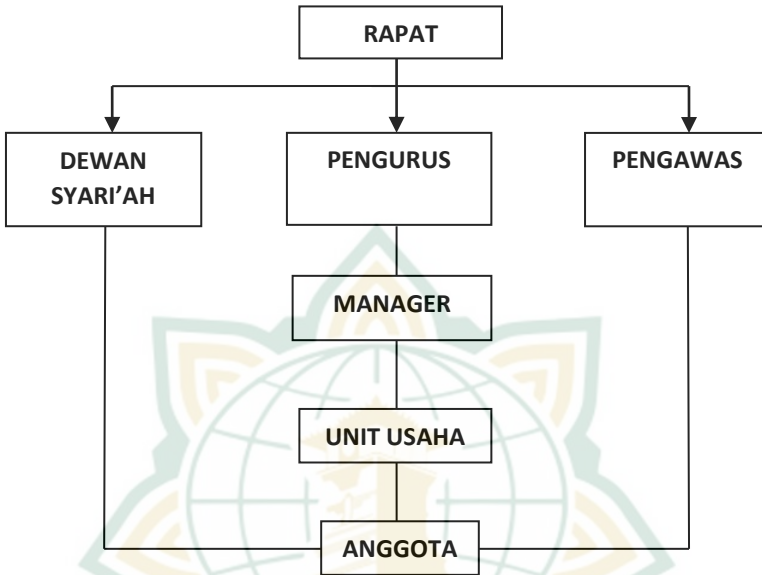 RAPAT
DEWAN
SYARI’AH
PENGURUS
PENGAWAS
MANAGER
UNIT USAHA
ANGGOTA